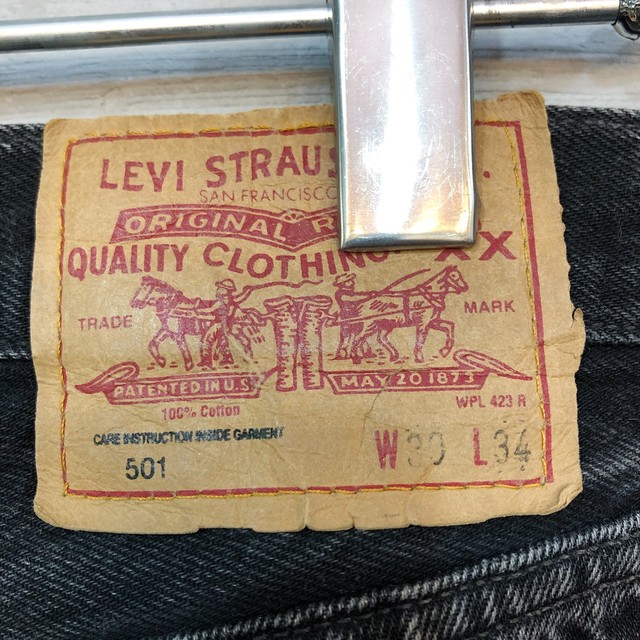 LEVI STRAUS
SAN FRANCISCO
ORIGINAL R
QUALITY CLOTHING XX
TRADE MARK
PATENTED IN U.S. MAY 20 1873
100% Cotton WPL 423 R
CARE INSTRUCTION INSIDE GARMENT
501 W L34